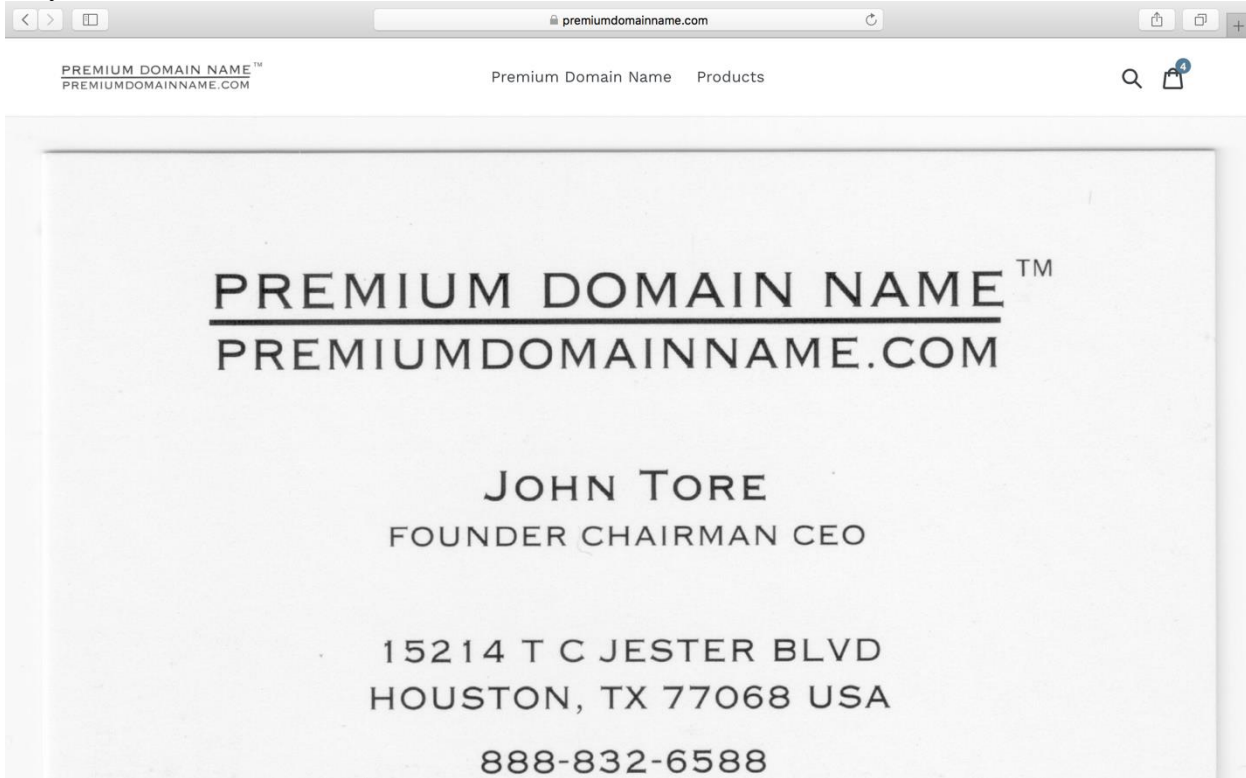 premiumdomainname.com
PREMIUM DOMAIN NAME™
PREMIUMDOMAINNAME.COM
Premium Domain Name Products
4
PREMIUM DOMAIN NAME™
PREMIUMDOMAINNAME.COM
JOHN TORE
FOUNDER CHAIRMAN CEO
15214 T C JESTER BLVD
HOUSTON, TX 77068 USA
888-832-6588